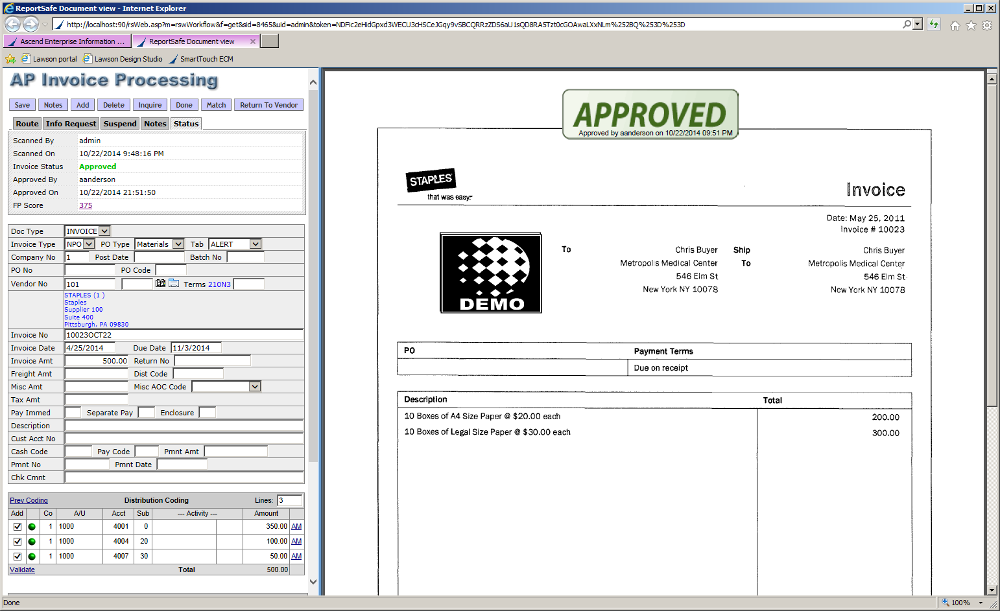 ReportSafe Document view - Internet Explorer
http://localhost:90/rsWeb.asp?m=rswWorkflow&f=get&sid=8465&uid=admin&token=NDFic2eHidGpxd3WECU3cHSCeJGqy9vSBCQRRzZDS6aU1sQD8RA5Tzt0cGOAwaLXxNLm%252BQ%253D%253D
Ascend Enterprise Information ...
ReportSafe Document view
Lawson portal Lawson Design Studio SmartTouch ECM
AP Invoice Processing
Save Notes Add Delete Inquire Done Match Return To Vendor
Route Info Request Suspend Notes Status
Scanned By admin
Scanned On 10/22/2014 9:48:16 PM
Invoice Status Approved
Approved By aanderson
Approved On 10/22/2014 21:51:50
FP Score 375
Doc Type INVOICE
Invoice Type NPO PO Type Materials Tab ALERT
Company No 1 Post Date Batch No
PO No PO Code
Vendor No 101 Terms 210N3
STAPLES (1 )
Staples
Supplier 100
Suite 400
Pittsburgh, PA 09830
Invoice No 10023OCT22
Invoice Date 4/25/2014 Due Date 11/3/2014
Invoice Amt 500.00 Return No
Freight Amt Dist Code
Misc Amt Misc AOC Code
Tax Amt
Pay Immed Separate Pay Enclosure
Description
Cust Acct No
Cash Code Pay Code Pmnt Amt
Pmnt No Pmnt Date
Chk Cmnt
Prev Coding Distribution Coding Lines: 3
Add Co A/U Acct Sub --- Activity --- Amount
1 1000 4001 0 350.00 AM
1 1000 4004 20 100.00 AM
1 1000 4007 30 50.00 AM
Validate Total 500.00
APPROVED
Approved by aanderson on 10/22/2014 09:51 PM
STAPLES
that was easy.
Invoice
Date: May 25, 2011
Invoice # 10023
DEMO
To Chris Buyer Ship Chris Buyer
Metropolis Medical Center To Metropolis Medical Center
546 Elm St 546 Elm St
New York NY 10078 New York NY 10078
PO Payment Terms
Due on receipt
Description Total
10 Boxes of A4 Size Paper @ $20.00 each 200.00
10 Boxes of Legal Size Paper @ $30.00 each 300.00
Done 100%